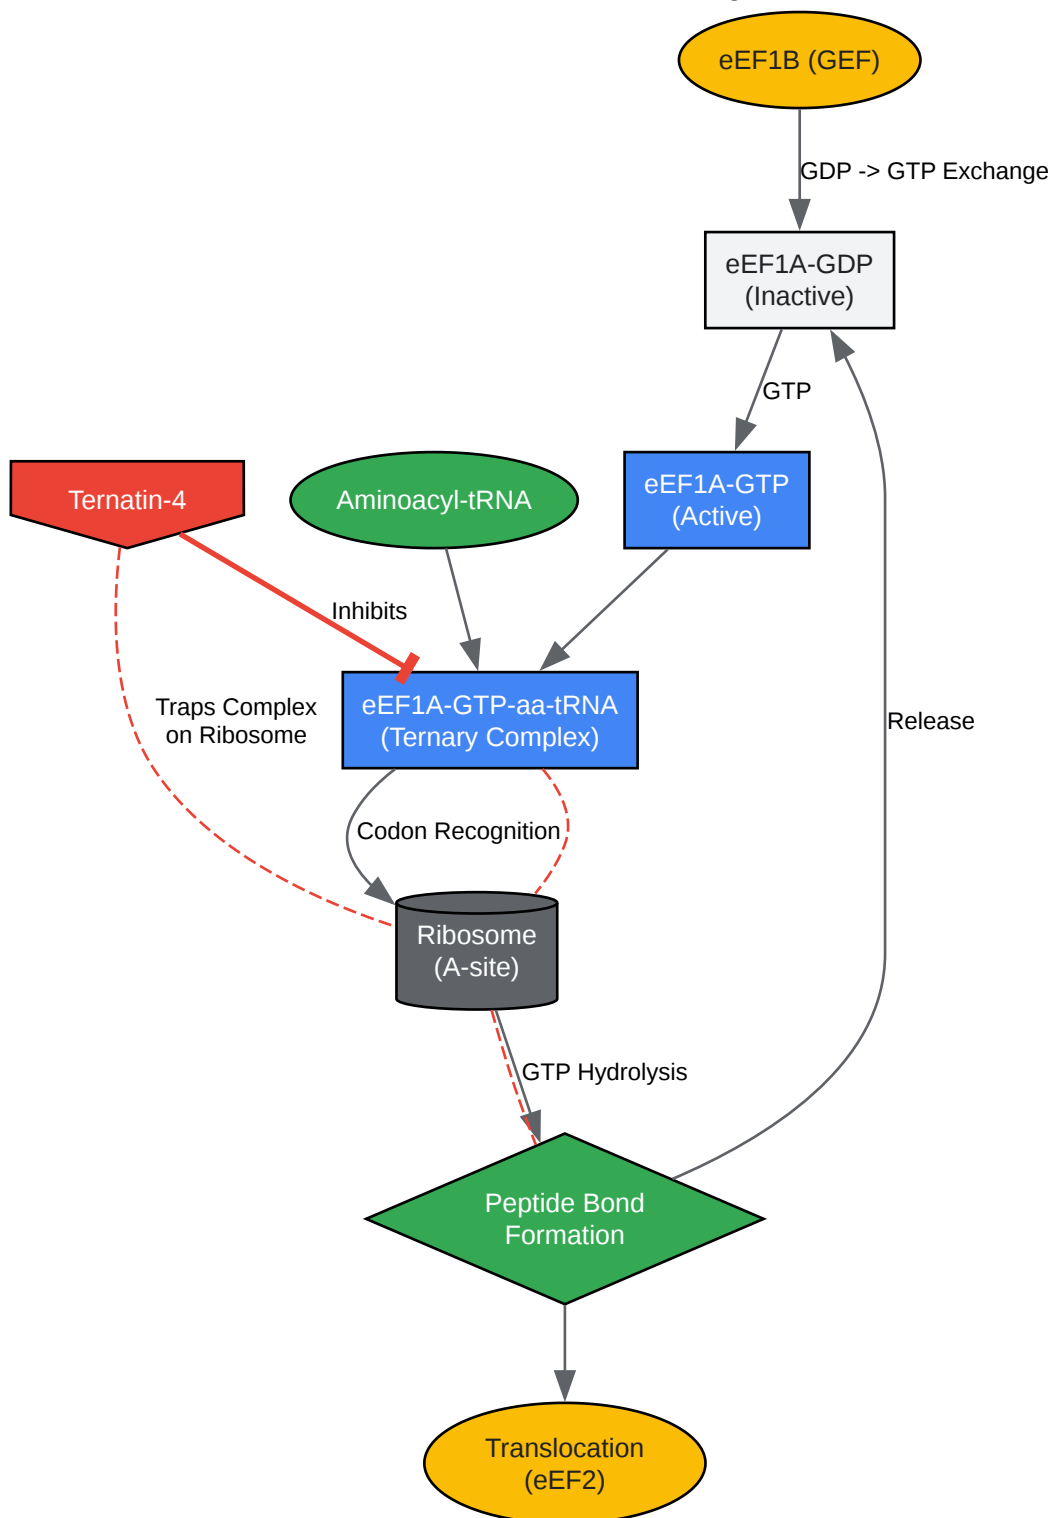 eEF1B (GEF)
GDP -> GTP Exchange
eEF1A-GDP
(Inactive)
GTP
Ternatin-4
Aminoacyl-tRNA
eEF1A-GTP
(Active)
Inhibits
Traps Complex
on Ribosome
eEF1A-GTP-aa-tRNA
(Ternary Complex)
Release
Codon Recognition
Ribosome
(A-site)
GTP Hydrolysis
Peptide Bond
Formation
Translocation
(eEF2)